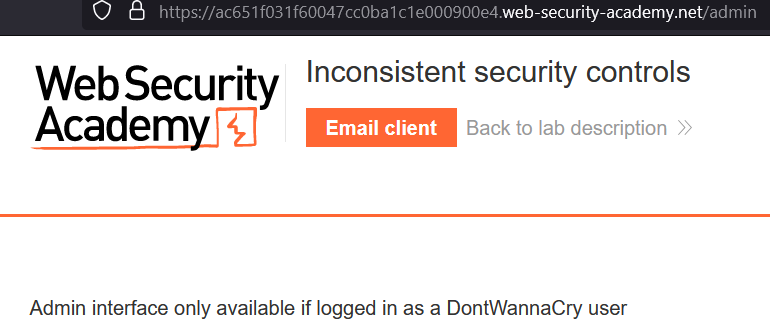 https://ac651f031f60047cc0ba1c1e000900e4.web-security-academy.net/admin
Web Security
Academy
Inconsistent security controls
Email client
Back to lab description
Admin interface only available if logged in as a DontWannaCry user